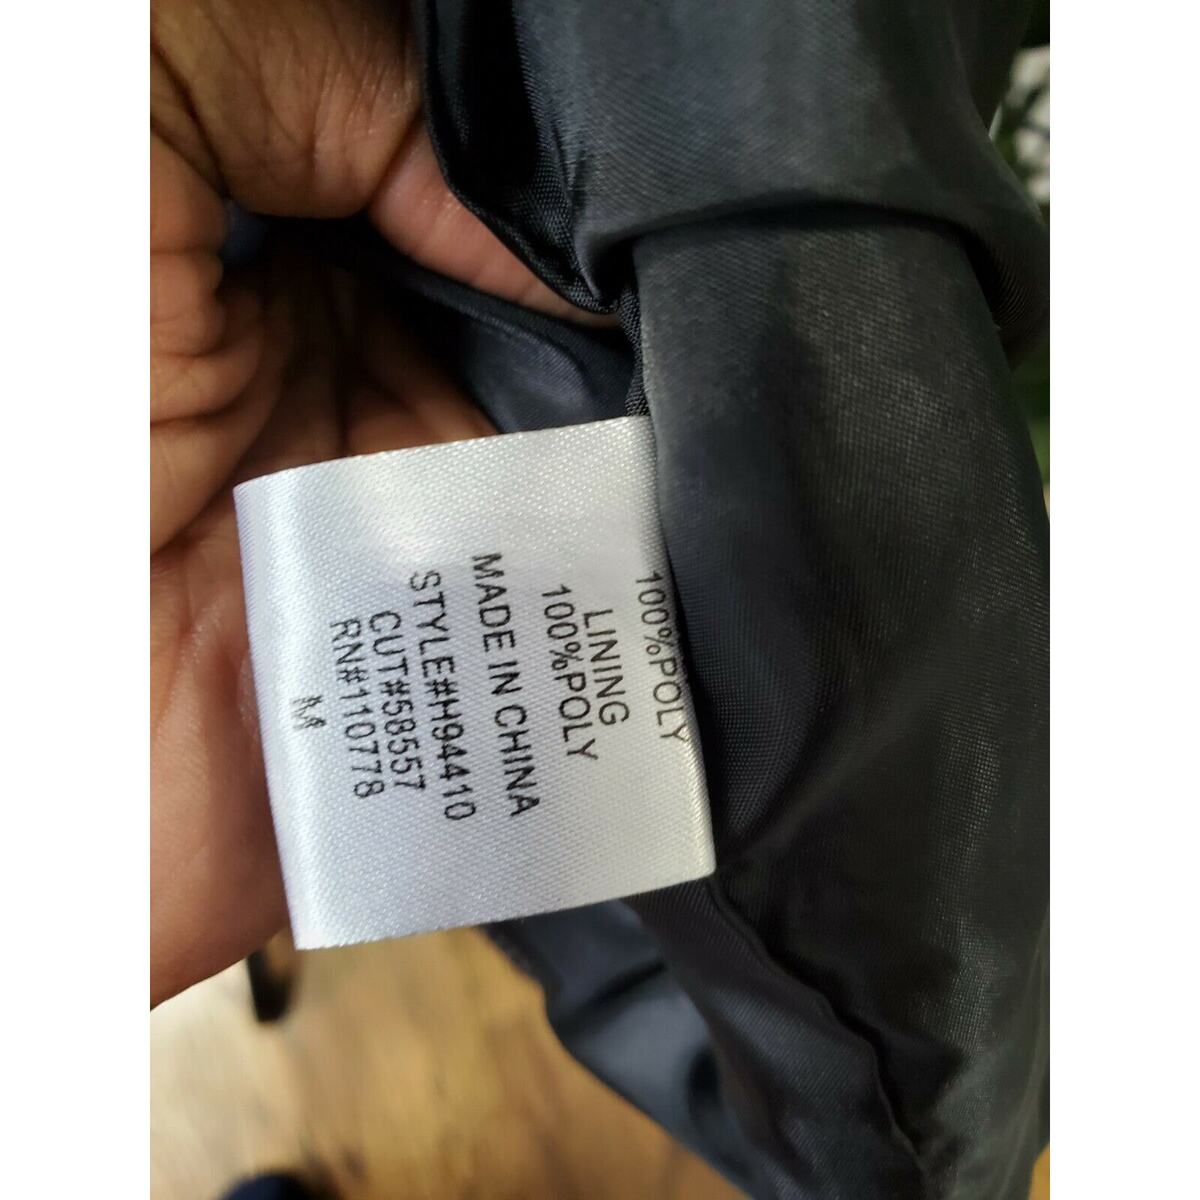 100%POLY
LINING
100%POLY
MADE IN CHINA
STYLE#H94410
CUT#58557
RN#110778
M